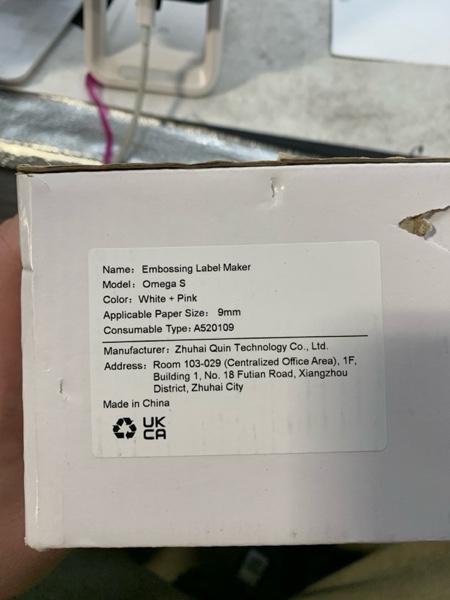 Name: Embossing Label Maker
Model: Omega S
Color: White + Pink
Applicable Paper Size: 9mm
Consumable Type: A520109
Manufacturer: Zhuhai Quin Technology Co., Ltd.
Address: Room 103-029 (Centralized Office Area), 1F,
Building 1, No. 18 Futian Road, Xiangzhou
District, Zhuhai City
Made in China
UK
CA